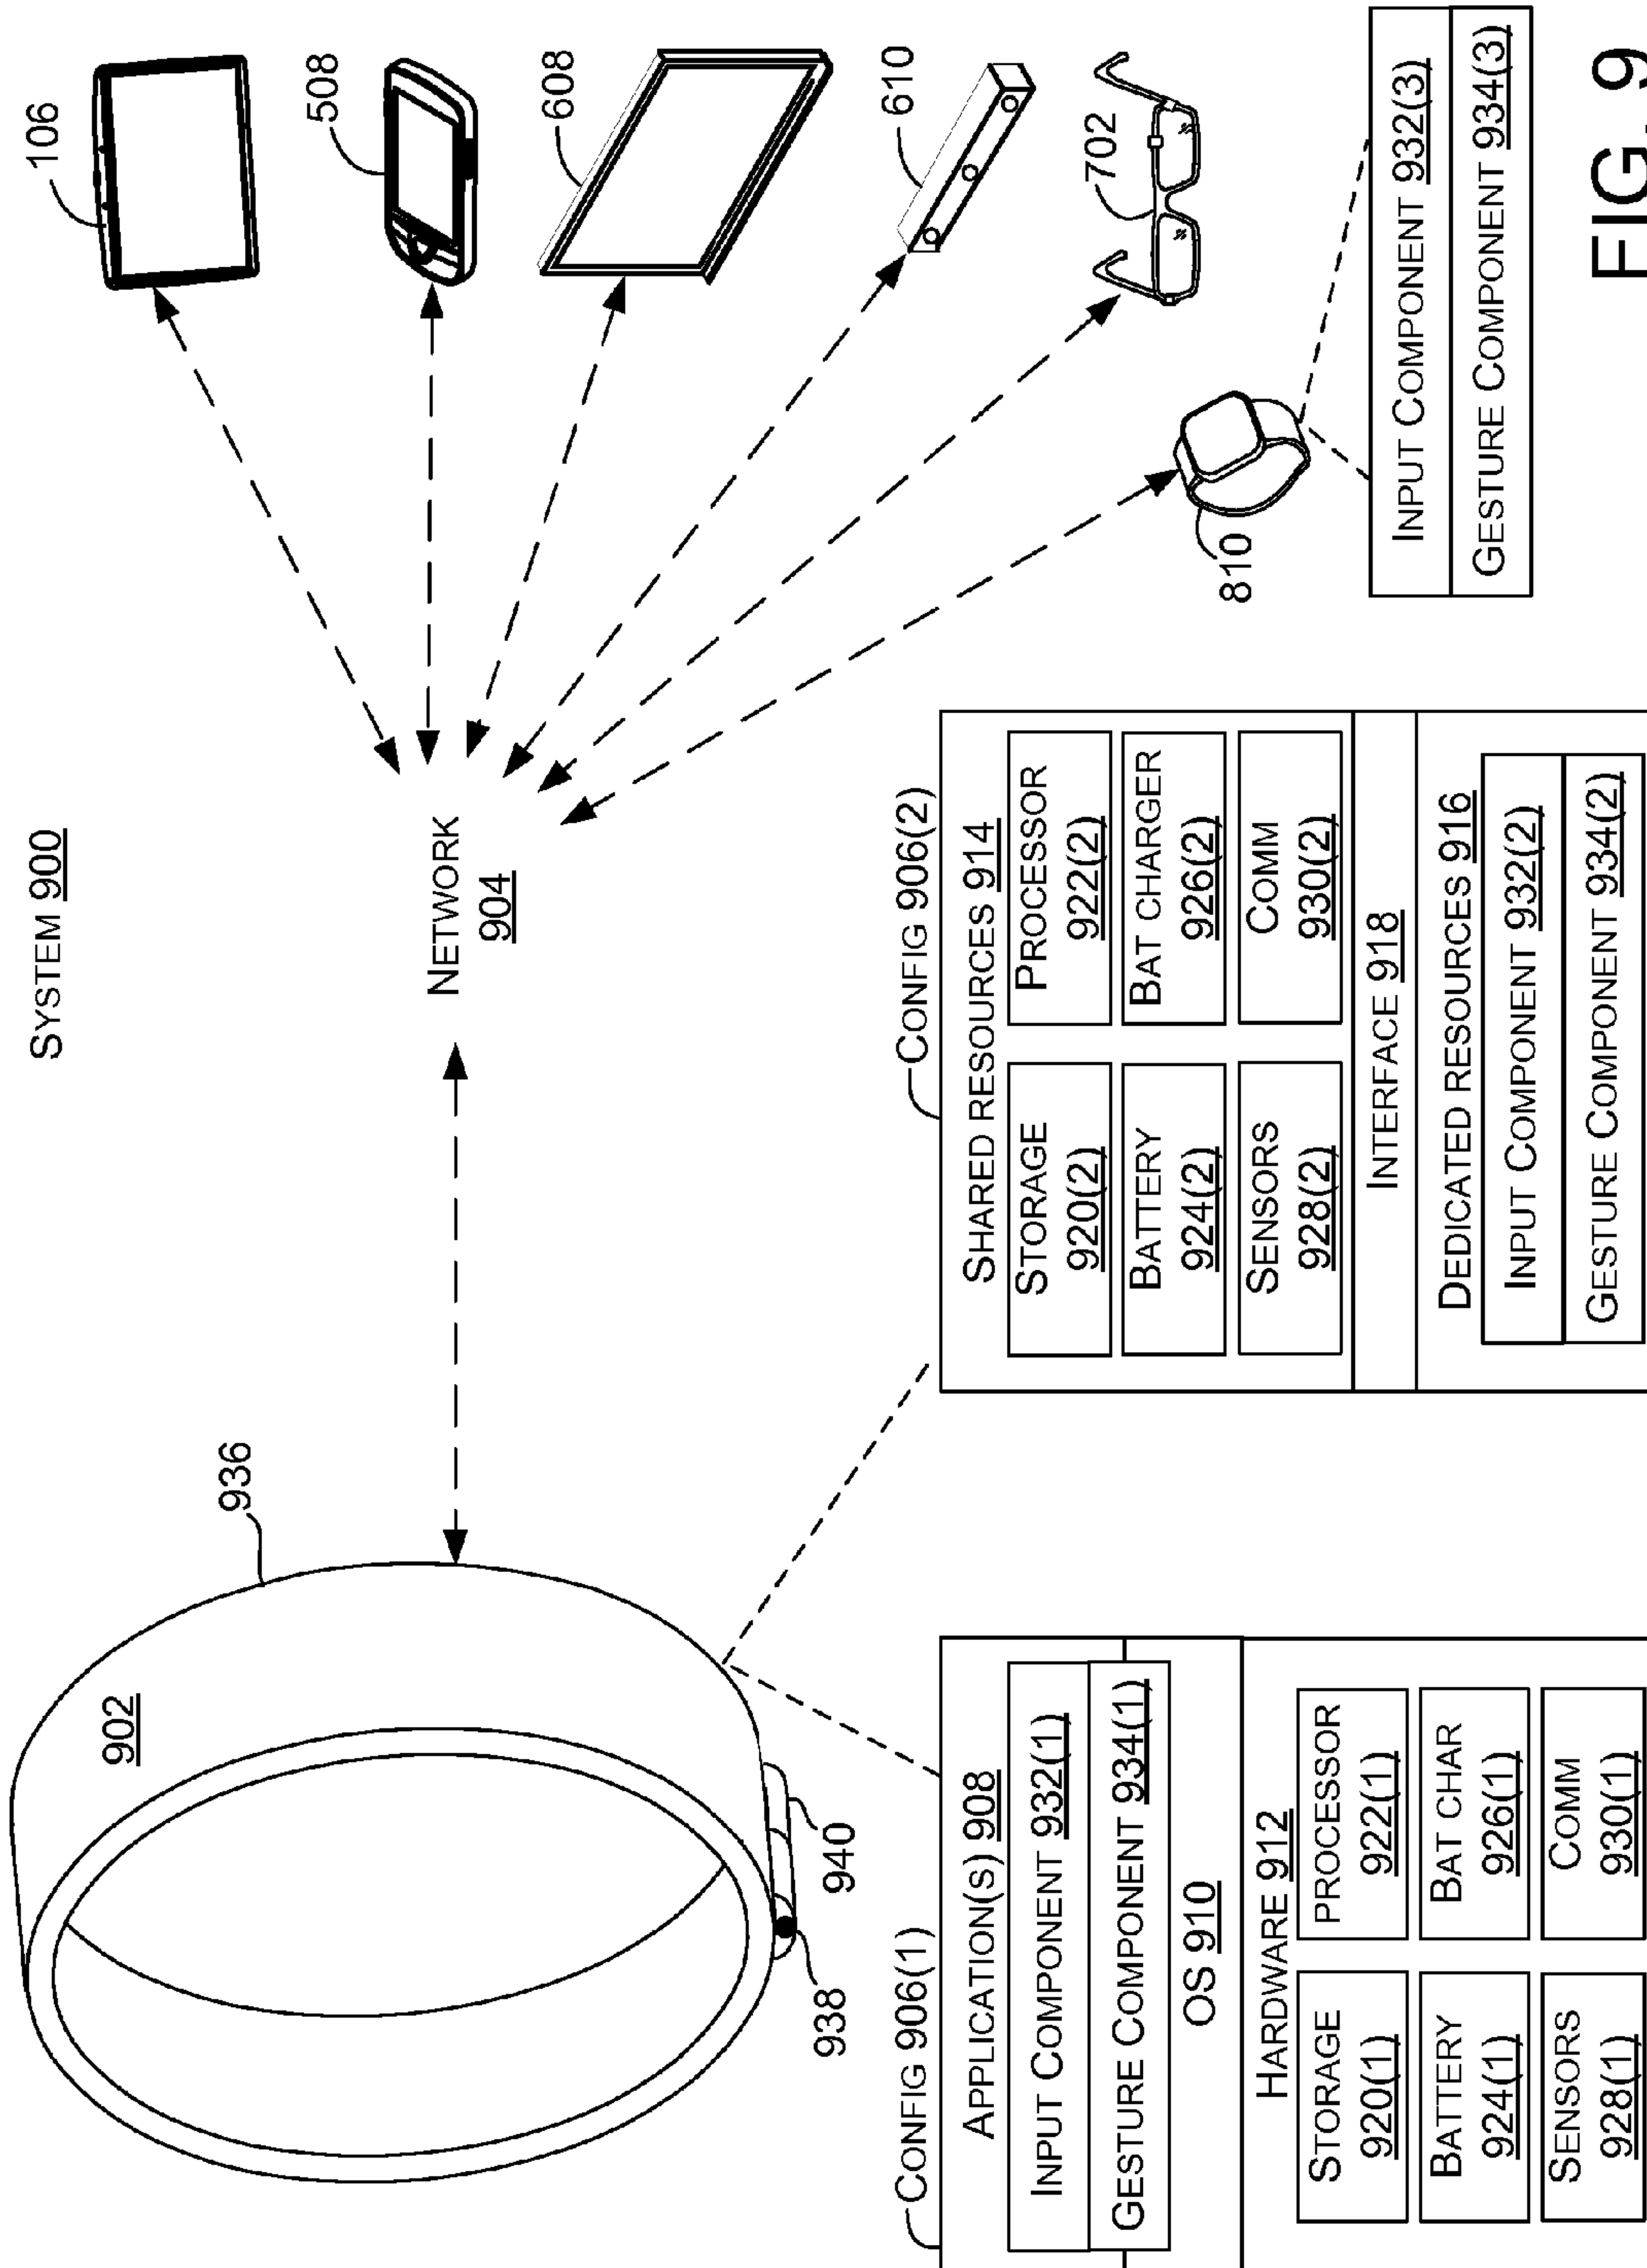 SYSTEM 900
106
508
608
610
702
810
NETWORK
904
936
902
940
938
CONFIG 906(1)
APPLICATION(S) 908
INPUT COMPONENT 932(1)
GESTURE COMPONENT 934(1)
OS 910
HARDWARE 912
STORAGE
920(1)
PROCESSOR
922(1)
BATTERY
924(1)
BAT CHAR
926(1)
SENSORS
928(1)
COMM
930(1)
CONFIG 906(2)
SHARED RESOURCES 914
STORAGE
920(2)
PROCESSOR
922(2)
BATTERY
924(2)
BAT CHARGER
926(2)
SENSORS
928(2)
COMM
930(2)
INTERFACE 918
DEDICATED RESOURCES 916
INPUT COMPONENT 932(2)
GESTURE COMPONENT 934(2)
INPUT COMPONENT 932(3)
GESTURE COMPONENT 934(3)
FIG. 9